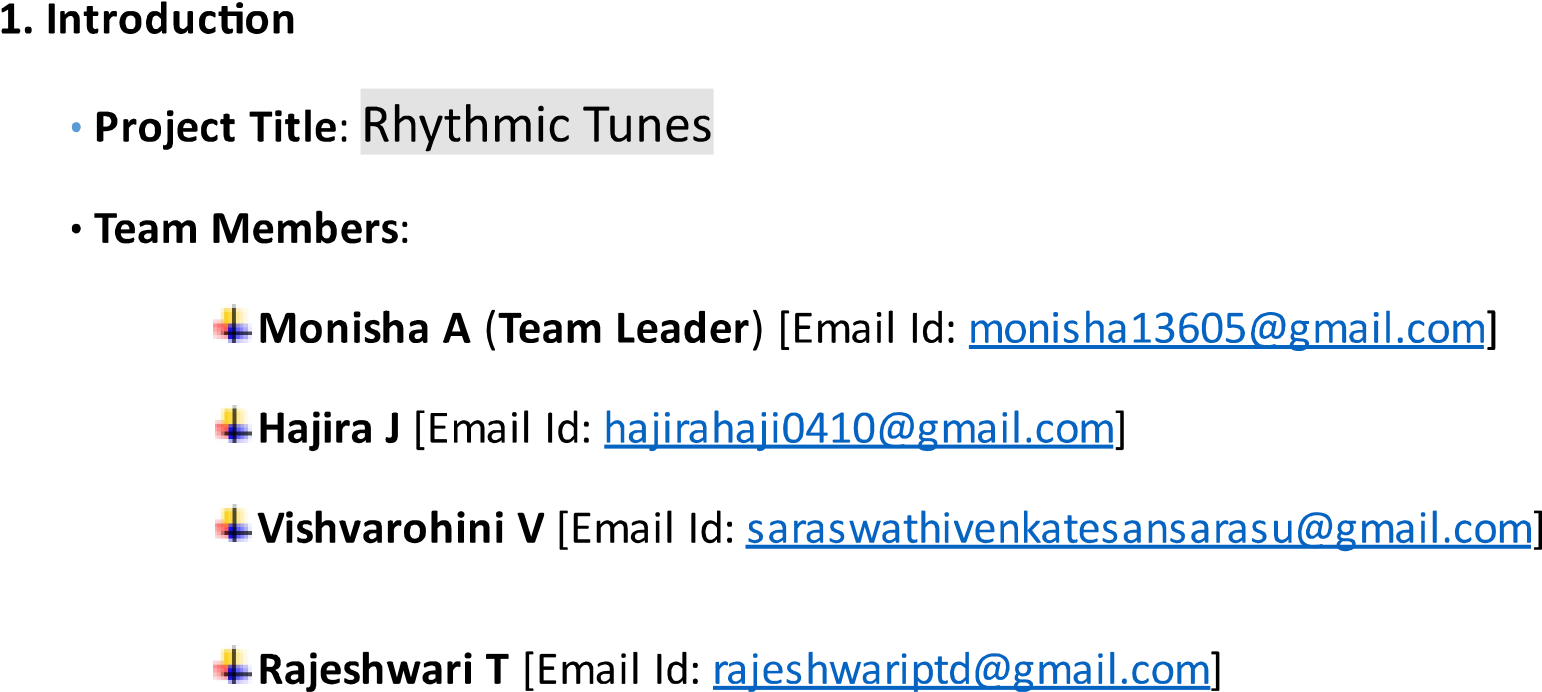 1. Introduction
• Project Title: Rhythmic Tunes
• Team Members:
Monisha A (Team Leader) [Email Id: monisha13605@gmail.com]
Hajira J [Email Id: hajirahaji0410@gmail.com]
Vishvarohini V [Email Id: saraswathivenkatesansarasu@gmail.com]
Rajeshwari T [Email Id: rajeshwariptd@gmail.com]